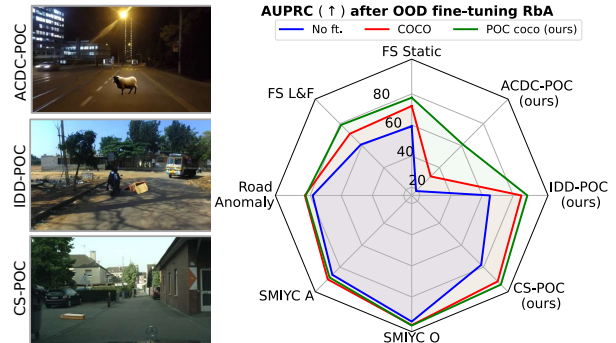 ACDC-POC
IDD-POC
CS-POC
AUPRC (↑) after OOD fine-tuning RbA
No ft.
COCO
POC coco (ours)
FS Static
ACDC-POC
(ours)
IDD-POC
(ours)
CS-POC
(ours)
SMIYC O
SMIYC A
Road
Anomaly
FS L&F
80
60
40
20